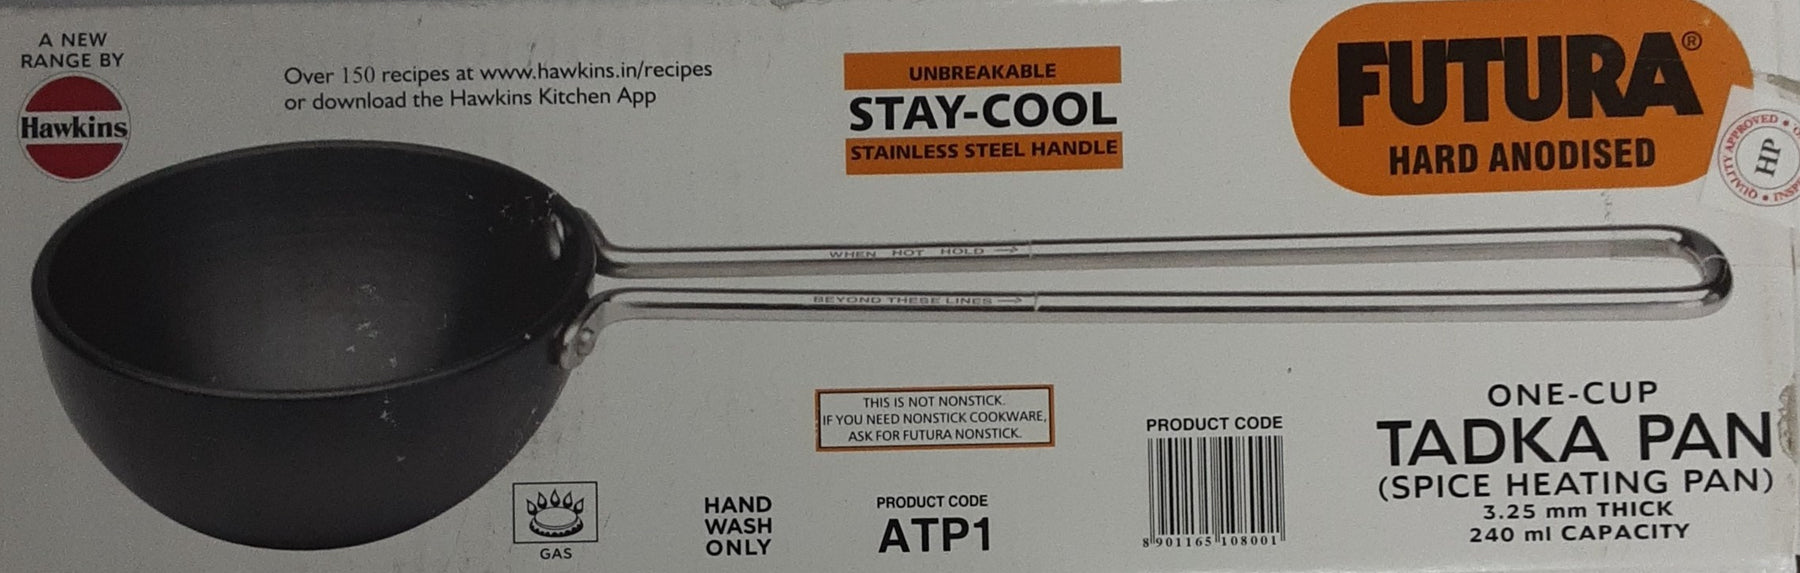 A NEW
RANGE BY
Hawkins
Over 150 recipes at www.hawkins.in/recipes
or download the Hawkins Kitchen App
UNBREAKABLE
STAY-COOL
STAINLESS STEEL HANDLE
FUTURA®
HARD ANODISED
QUALITY APPROVED
HP
WHEN HOT HOLD →
BEYOND THESE LINES →
THIS IS NOT NONSTICK.
IF YOU NEED NONSTICK COOKWARE,
ASK FOR FUTURA NONSTICK.
GAS
HAND
WASH
ONLY
PRODUCT CODE
ATP1
PRODUCT CODE
8 901165 108001
ONE-CUP
TADKA PAN
(SPICE HEATING PAN)
3.25 mm THICK
240 ml CAPACITY